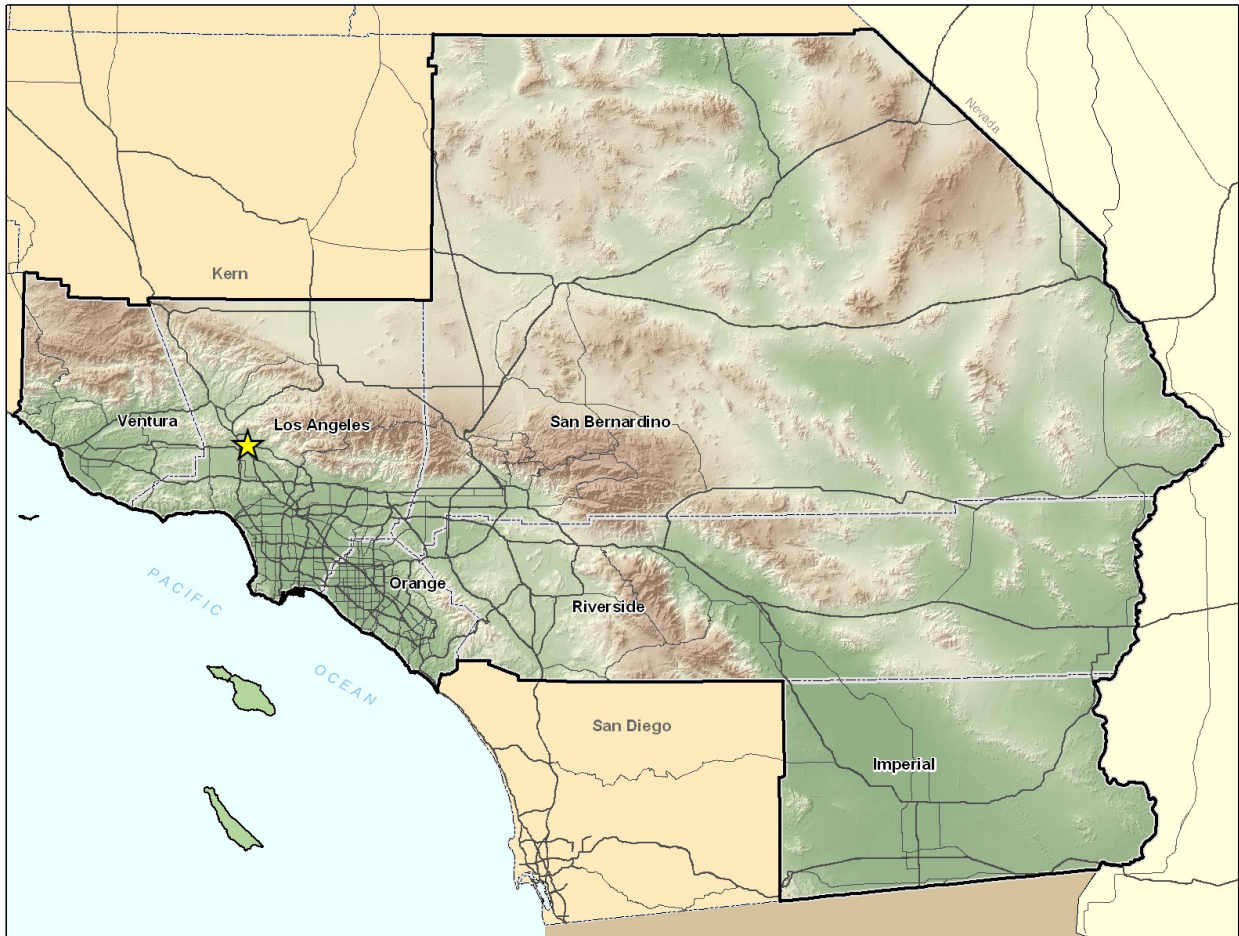 Nevada
Kern
Ventura
Los Angeles
San Bernardino
PACIFIC
OCEAN
Orange
Riverside
San Diego
Imperial